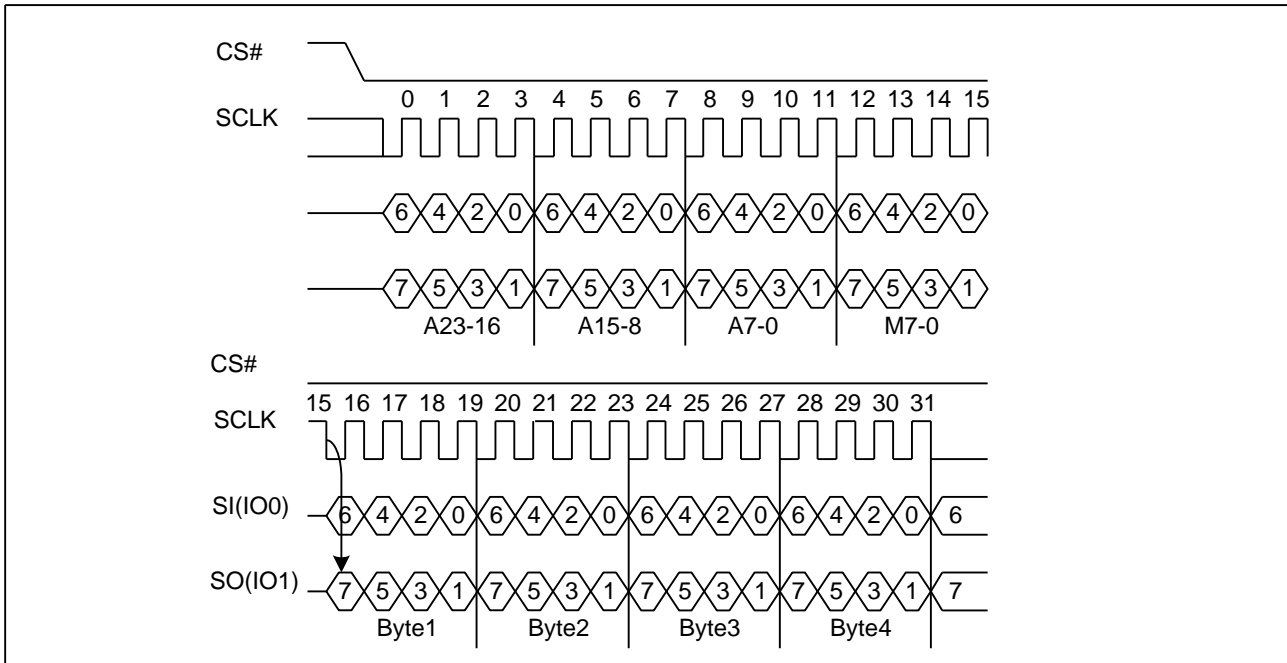 CS#
0 1 2 3 4 5 6 7 8 9 10 11 12 13 14 15
SCLK
6 4 2 0 6 4 2 0 6 4 2 0 6 4 2 0
7 5 3 1 7 5 3 1 7 5 3 1 7 5 3 1
A23-16 A15-8 A7-0 M7-0
CS#
15 16 17 18 19 20 21 22 23 24 25 26 27 28 29 30 31
SCLK
SI(IO0) 6 4 2 0 6 4 2 0 6 4 2 0 6 4 2 0 6
SO(IO1) 7 5 3 1 7 5 3 1 7 5 3 1 7 5 3 1 7
Byte1 Byte2 Byte3 Byte4